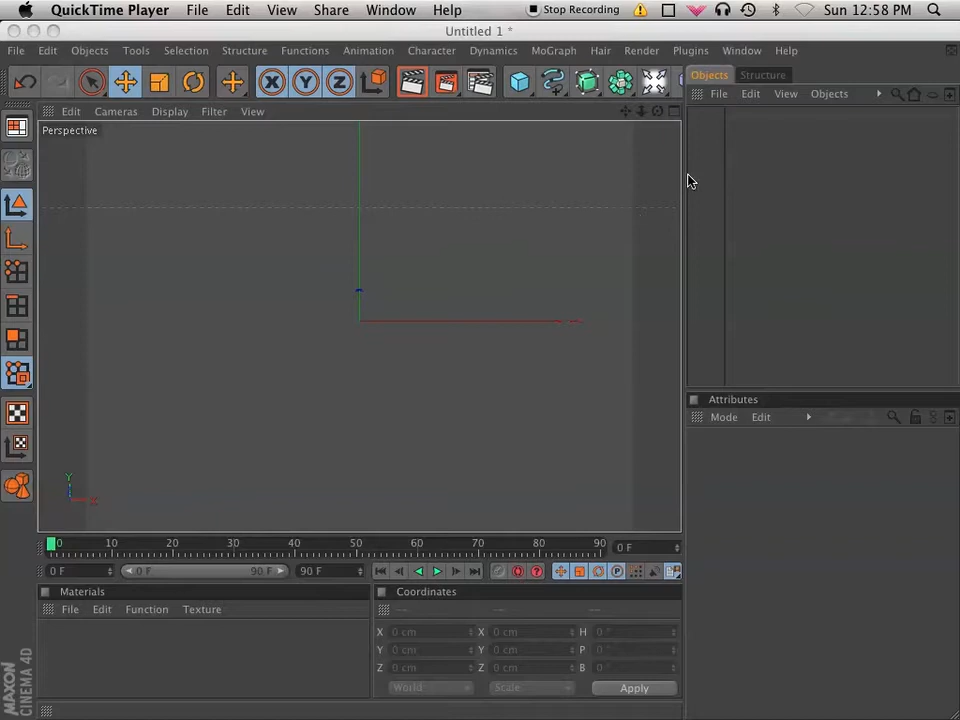 QuickTime Player File Edit View Share Window Help Stop Recording Sun 12:58 PM
Untitled 1 *
File Edit Objects Tools Selection Structure Functions Animation Character Dynamics MoGraph Hair Render Plugins Window Help
X Y Z
Objects Structure
File Edit View Objects
Edit Cameras Display Filter View
Perspective
Y
X
Attributes
Mode Edit
0 10 20 30 40 50 60 70 80 90 0 F
0 F 0 F 90 F 90 F
Materials
File Edit Function Texture
Coordinates
X 0 cm X 0 cm H 0 °
Y 0 cm Y 0 cm P 0 °
Z 0 cm Z 0 cm B 0 °
World Scale Apply
MAXON
CINEMA 4D